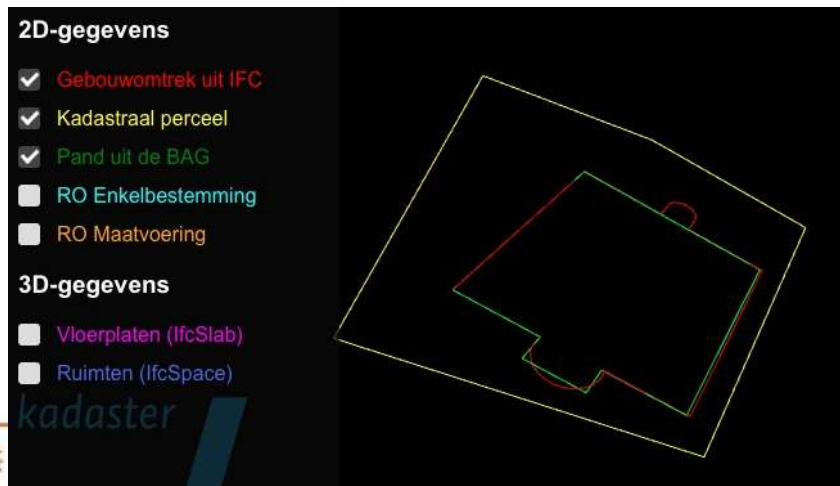 2D-gegevens
Gebouwomtrek uit IFC
Kadastraal perceel
Pand uit de BAG
RO Enkelbestemming
RO Maatvoering
3D-gegevens
Vloerplaten (IfcSlab)
Ruimten (IfcSpace)
kadaster